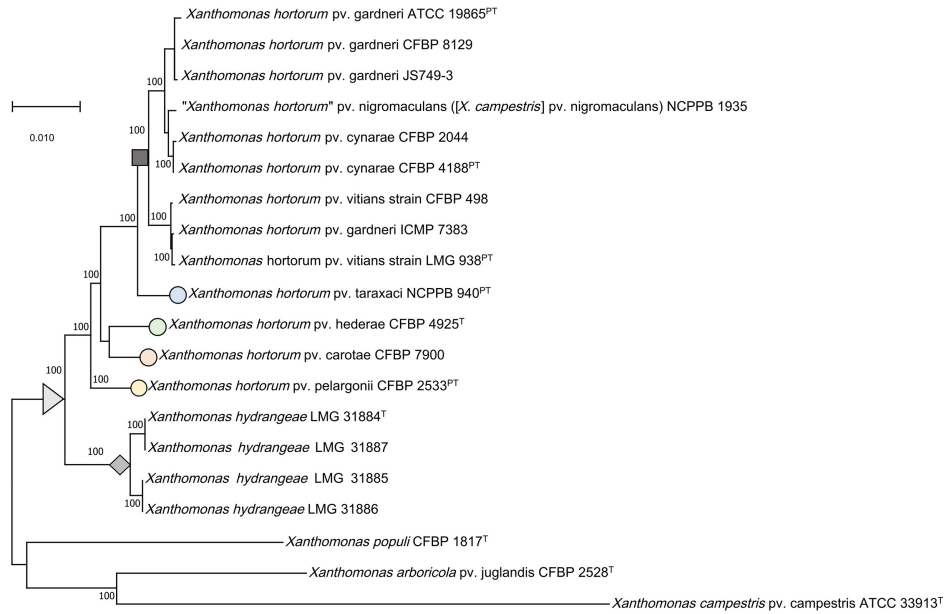 Xanthomonas hortorum pv. gardneri ATCC 19865ᴾᵀ
Xanthomonas hortorum pv. gardneri CFBP 8129
Xanthomonas hortorum pv. gardneri JS749-3
100
"Xanthomonas hortorum" pv. nigromaculans ([X. campestris] pv. nigromaculans) NCPPB 1935
0.010
100
Xanthomonas hortorum pv. cynarae CFBP 2044
100
Xanthomonas hortorum pv. cynarae CFBP 4188ᴾᵀ
Xanthomonas hortorum pv. vitians strain CFBP 498
100
100
Xanthomonas hortorum pv. gardneri ICMP 7383
100
Xanthomonas hortorum pv. vitians strain LMG 938ᴾᵀ
100
Xanthomonas hortorum pv. taraxaci NCPPB 940ᴾᵀ
100
Xanthomonas hortorum pv. hederae CFBP 4925ᵀ
Xanthomonas hortorum pv. carotae CFBP 7900
100
100
Xanthomonas hortorum pv. pelargonii CFBP 2533ᴾᵀ
Xanthomonas hydrangeae LMG 31884ᵀ
100
100
Xanthomonas hydrangeae LMG 31887
Xanthomonas hydrangeae LMG 31885
100
Xanthomonas hydrangeae LMG 31886
Xanthomonas populi CFBP 1817ᵀ
Xanthomonas arboricola pv. juglandis CFBP 2528ᵀ
100
Xanthomonas campestris pv. campestris ATCC 33913ᵀ